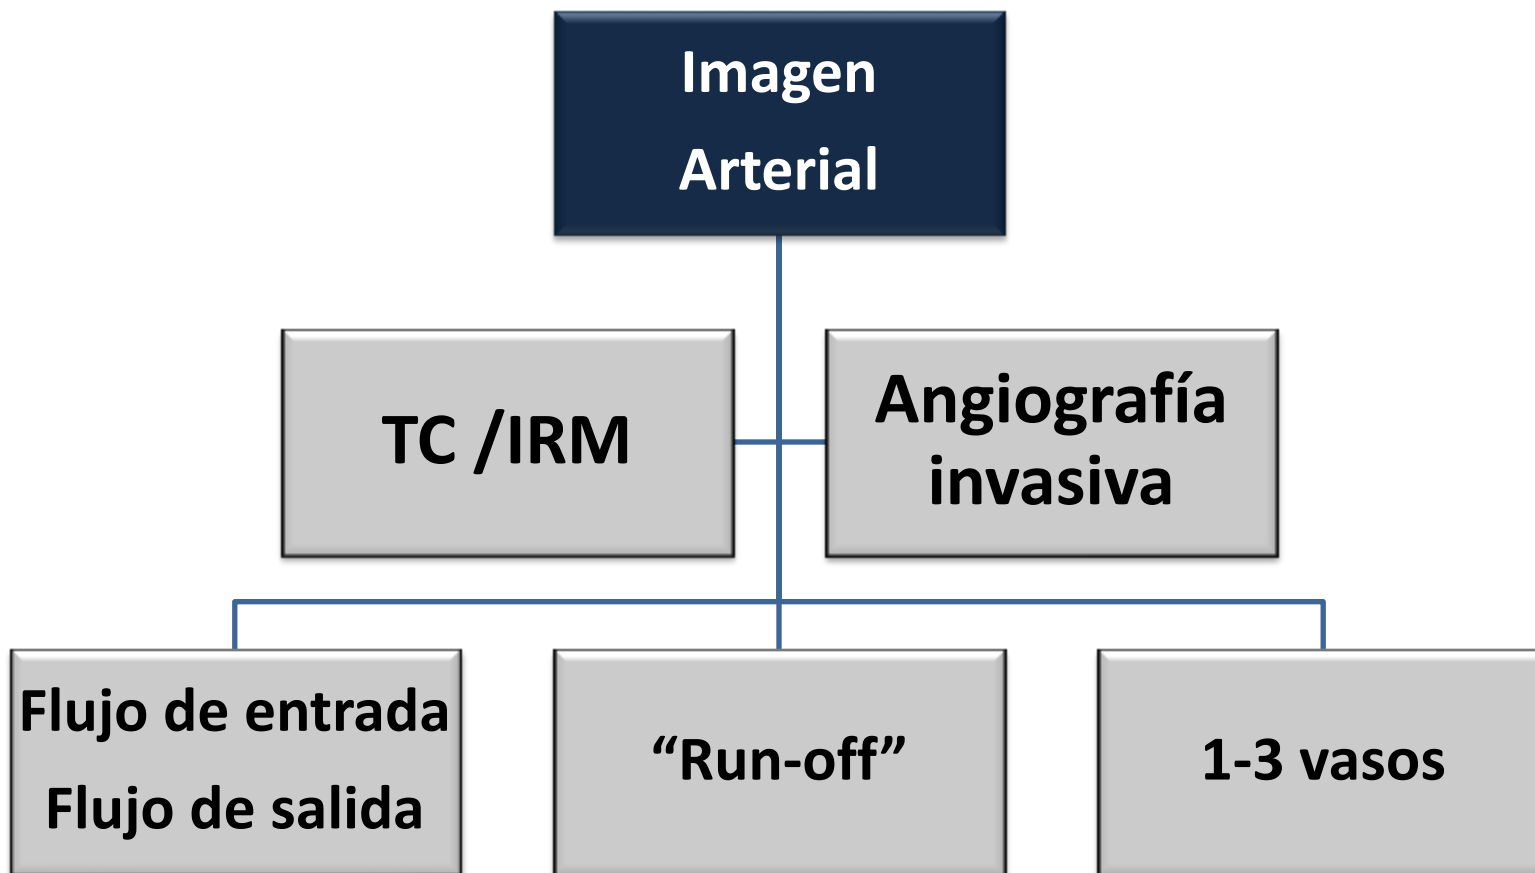 Imagen
Arterial
TC /IRM
Angiografía
invasiva
Flujo de entrada
Flujo de salida
“Run-off”
1-3 vasos